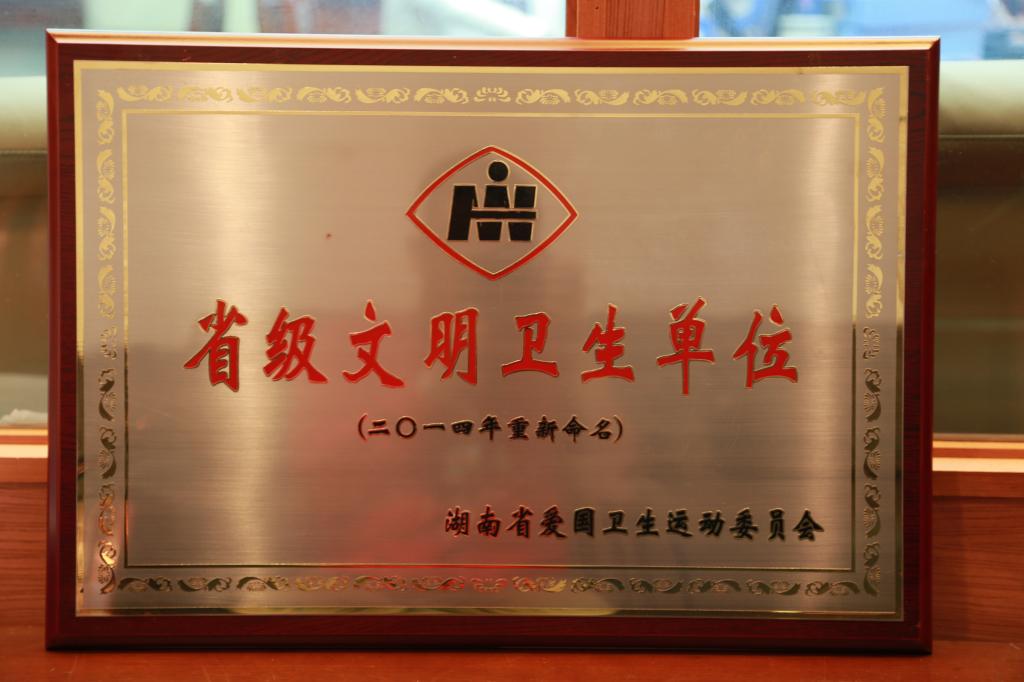 省级文明卫生单位
(二〇一四年重新命名)
湖南省爱国卫生运动委员会